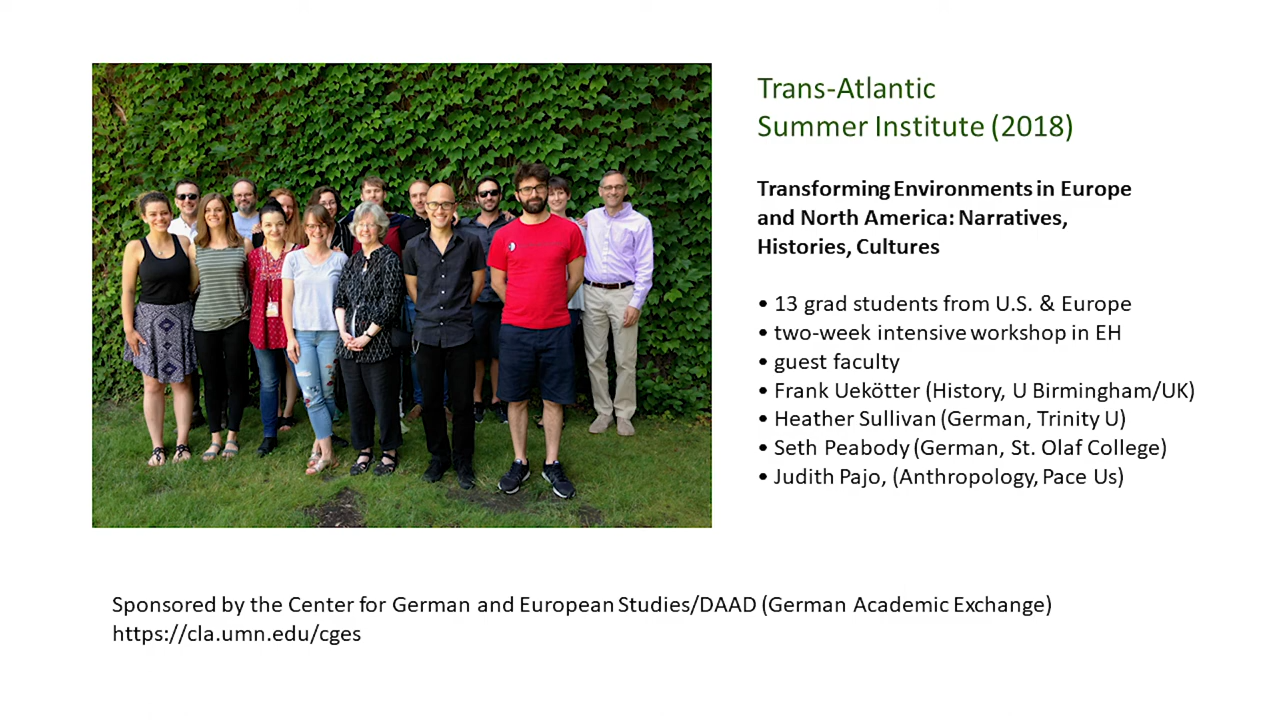 Trans-Atlantic
Summer Institute (2018)
Transforming Environments in Europe
and North America: Narratives,
Histories, Cultures
• 13 grad students from U.S. & Europe
• two-week intensive workshop in EH
• guest faculty
• Frank Uekötter (History, U Birmingham/UK)
• Heather Sullivan (German, Trinity U)
• Seth Peabody (German, St. Olaf College)
• Judith Pajo, (Anthropology, Pace Us)
Sponsored by the Center for German and European Studies/DAAD (German Academic Exchange)
https://cla.umn.edu/cges